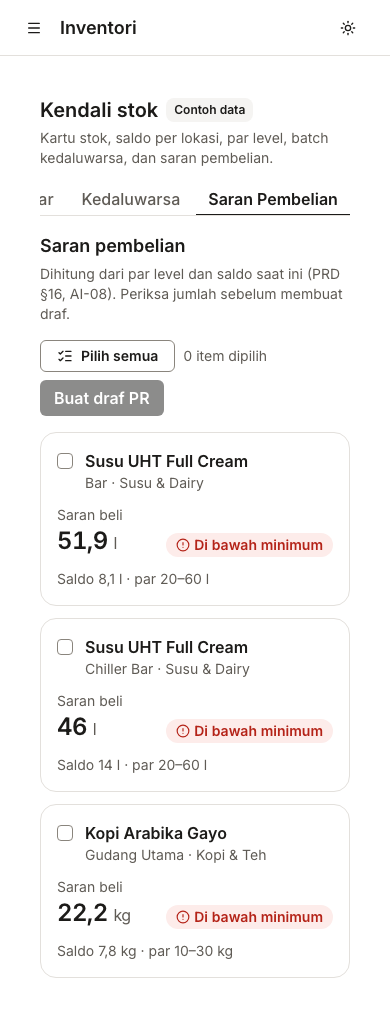 Inventori
Kendali stok
Contoh data
Kartu stok, saldo per lokasi, par level, batch
kedaluwarsa, dan saran pembelian.
ar
Kedaluwarsa
Saran Pembelian
Saran pembelian
Dihitung dari par level dan saldo saat ini (PRD
§16, AI-08). Periksa jumlah sebelum membuat
draf.
Pilih semua
0 item dipilih
Buat draf PR
Susu UHT Full Cream
Bar · Susu & Dairy
Saran beli
51,9 l
Di bawah minimum
Saldo 8,1 l · par 20–60 l
Susu UHT Full Cream
Chiller Bar · Susu & Dairy
Saran beli
46 l
Di bawah minimum
Saldo 14 l · par 20–60 l
Kopi Arabika Gayo
Gudang Utama · Kopi & Teh
Saran beli
22,2 kg
Di bawah minimum
Saldo 7,8 kg · par 10–30 kg